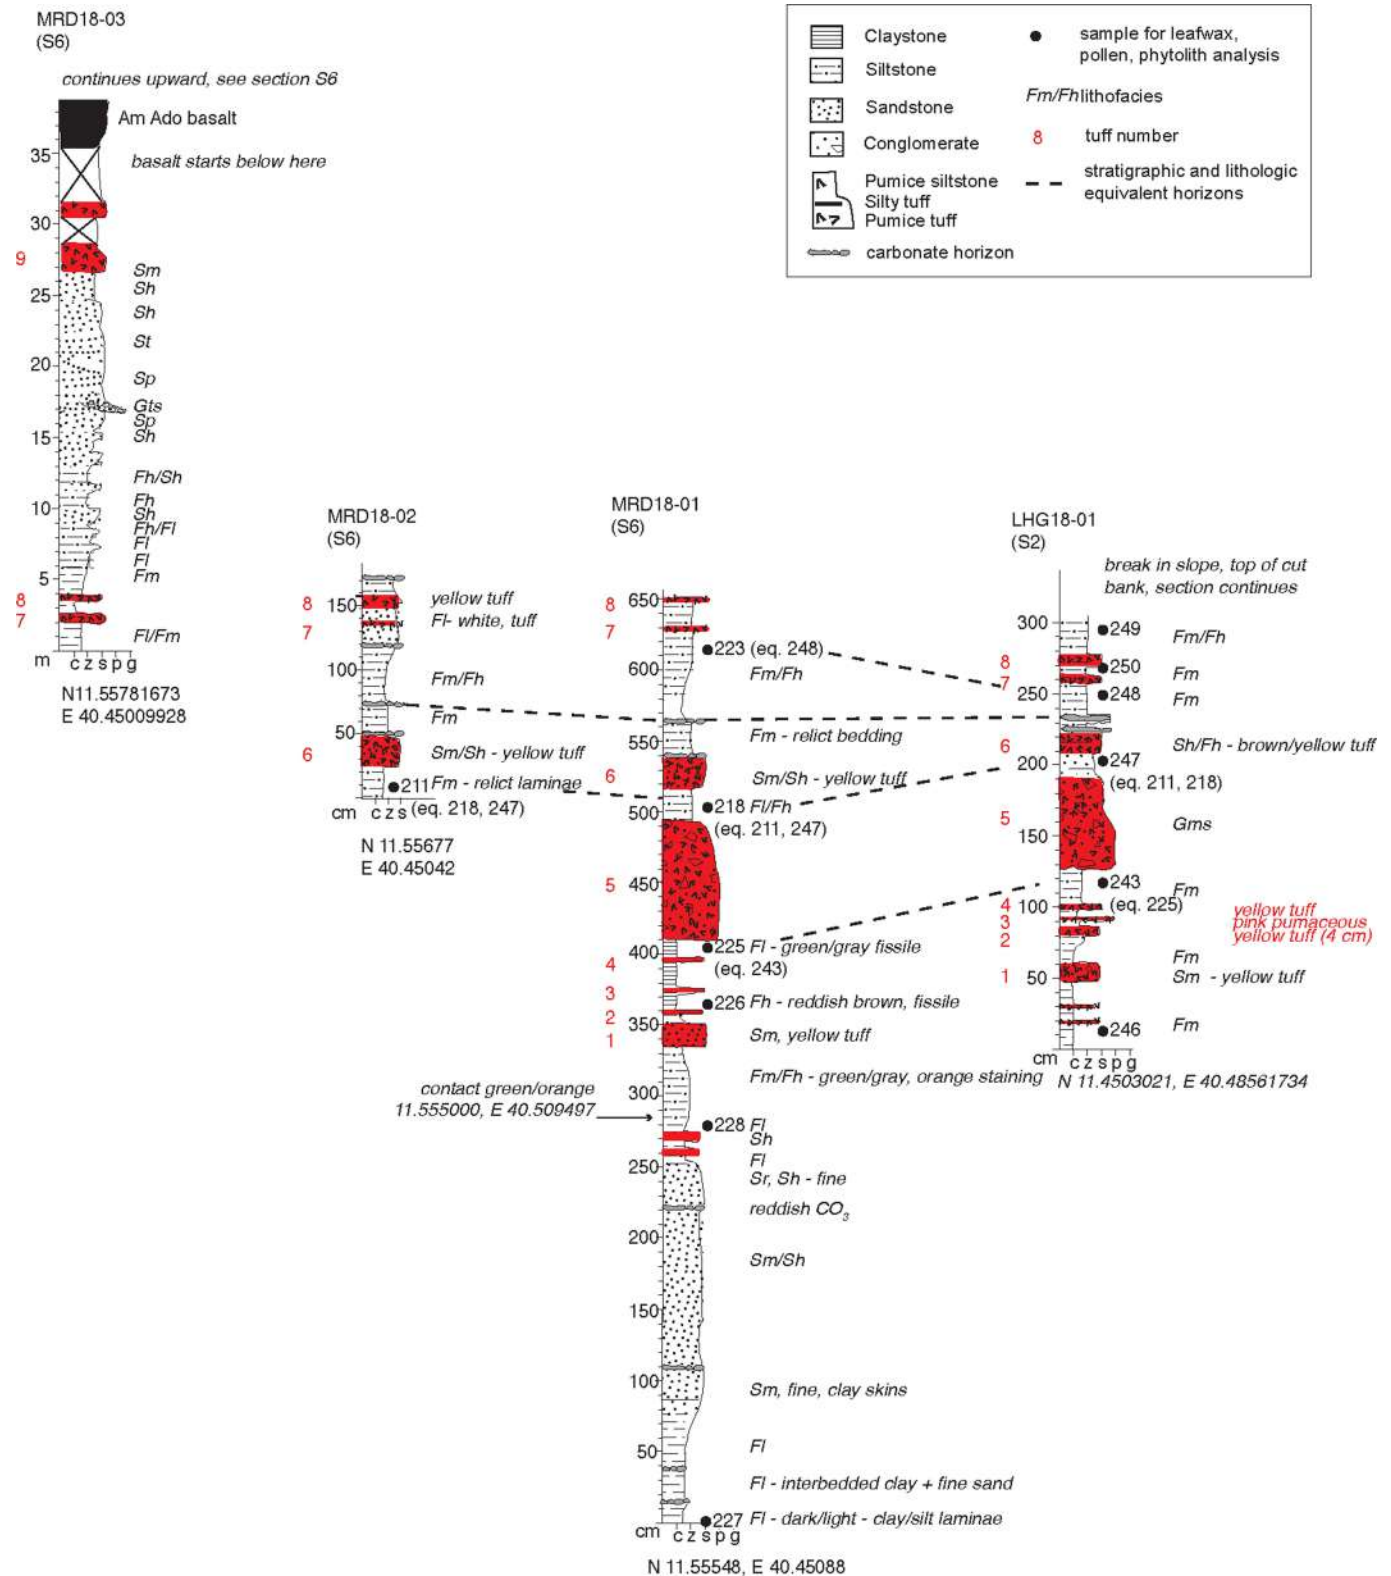 MRD18-03
(S6)
continues upward, see section S6
Am Ado basalt
basalt starts below here
35
30
9
Sm
25
Sh
Sh
St
20
Sp
Gts
Sp
15
Sh
Fh/Sh
10
Fh
Sh
Fh/Fl
Fl
Fl
5
Fm
8
7
Fl/Fm
m
c z s p g
N11.55781673
E 40.45009928
Claystone
Siltstone
Sandstone
Conglomerate
Pumice siltstone
Silty tuff
Pumice tuff
carbonate horizon
sample for leafwax,
pollen, phytolith analysis
Fm/Fh lithofacies
8 tuff number
stratigraphic and lithologic
equivalent horizons
MRD18-02
(S6)
8 150 yellow tuff
7 Fl- white, tuff
100 Fm/Fh
Fm
50
6 Sm/Sh - yellow tuff
211 Fm - relict laminae
cm c z s (eq. 218, 247)
N 11.55677
E 40.45042
MRD18-01
(S6)
8 650
7
223 (eq. 248)
600 Fm/Fh
550 Fm - relict bedding
6 Sm/Sh - yellow tuff
500 218 Fl/Fh
(eq. 211, 247)
5 450
400 225 Fl - green/gray fissile
4 (eq. 243)
3 226 Fh - reddish brown, fissile
2 350
1 Sm, yellow tuff
Fm/Fh - green/gray, orange staining
300
contact green/orange
11.555000, E 40.509497
228 Fl
Sh
Fl
250
Sr, Sh - fine
reddish CO3
200
Sm/Sh
150
100 Sm, fine, clay skins
50 Fl
Fl - interbedded clay + fine sand
227 Fl - dark/light - clay/silt laminae
cm c z s p g
N 11.55548, E 40.45088
LHG18-01
(S2)
break in slope, top of cut
bank, section continues
300 249
Fm/Fh
8
250 Fm
7
250 248 Fm
6 Sh/Fh - brown/yellow tuff
200 247
(eq. 211, 218)
5 Gms
150
243 Fm
4 100 (eq. 225)
yellow tuff
3 pink pumaceous
2 yellow tuff (4 cm)
Fm
1 50 Sm - yellow tuff
246 Fm
cm c z s p g
N 11.4503021, E 40.48561734